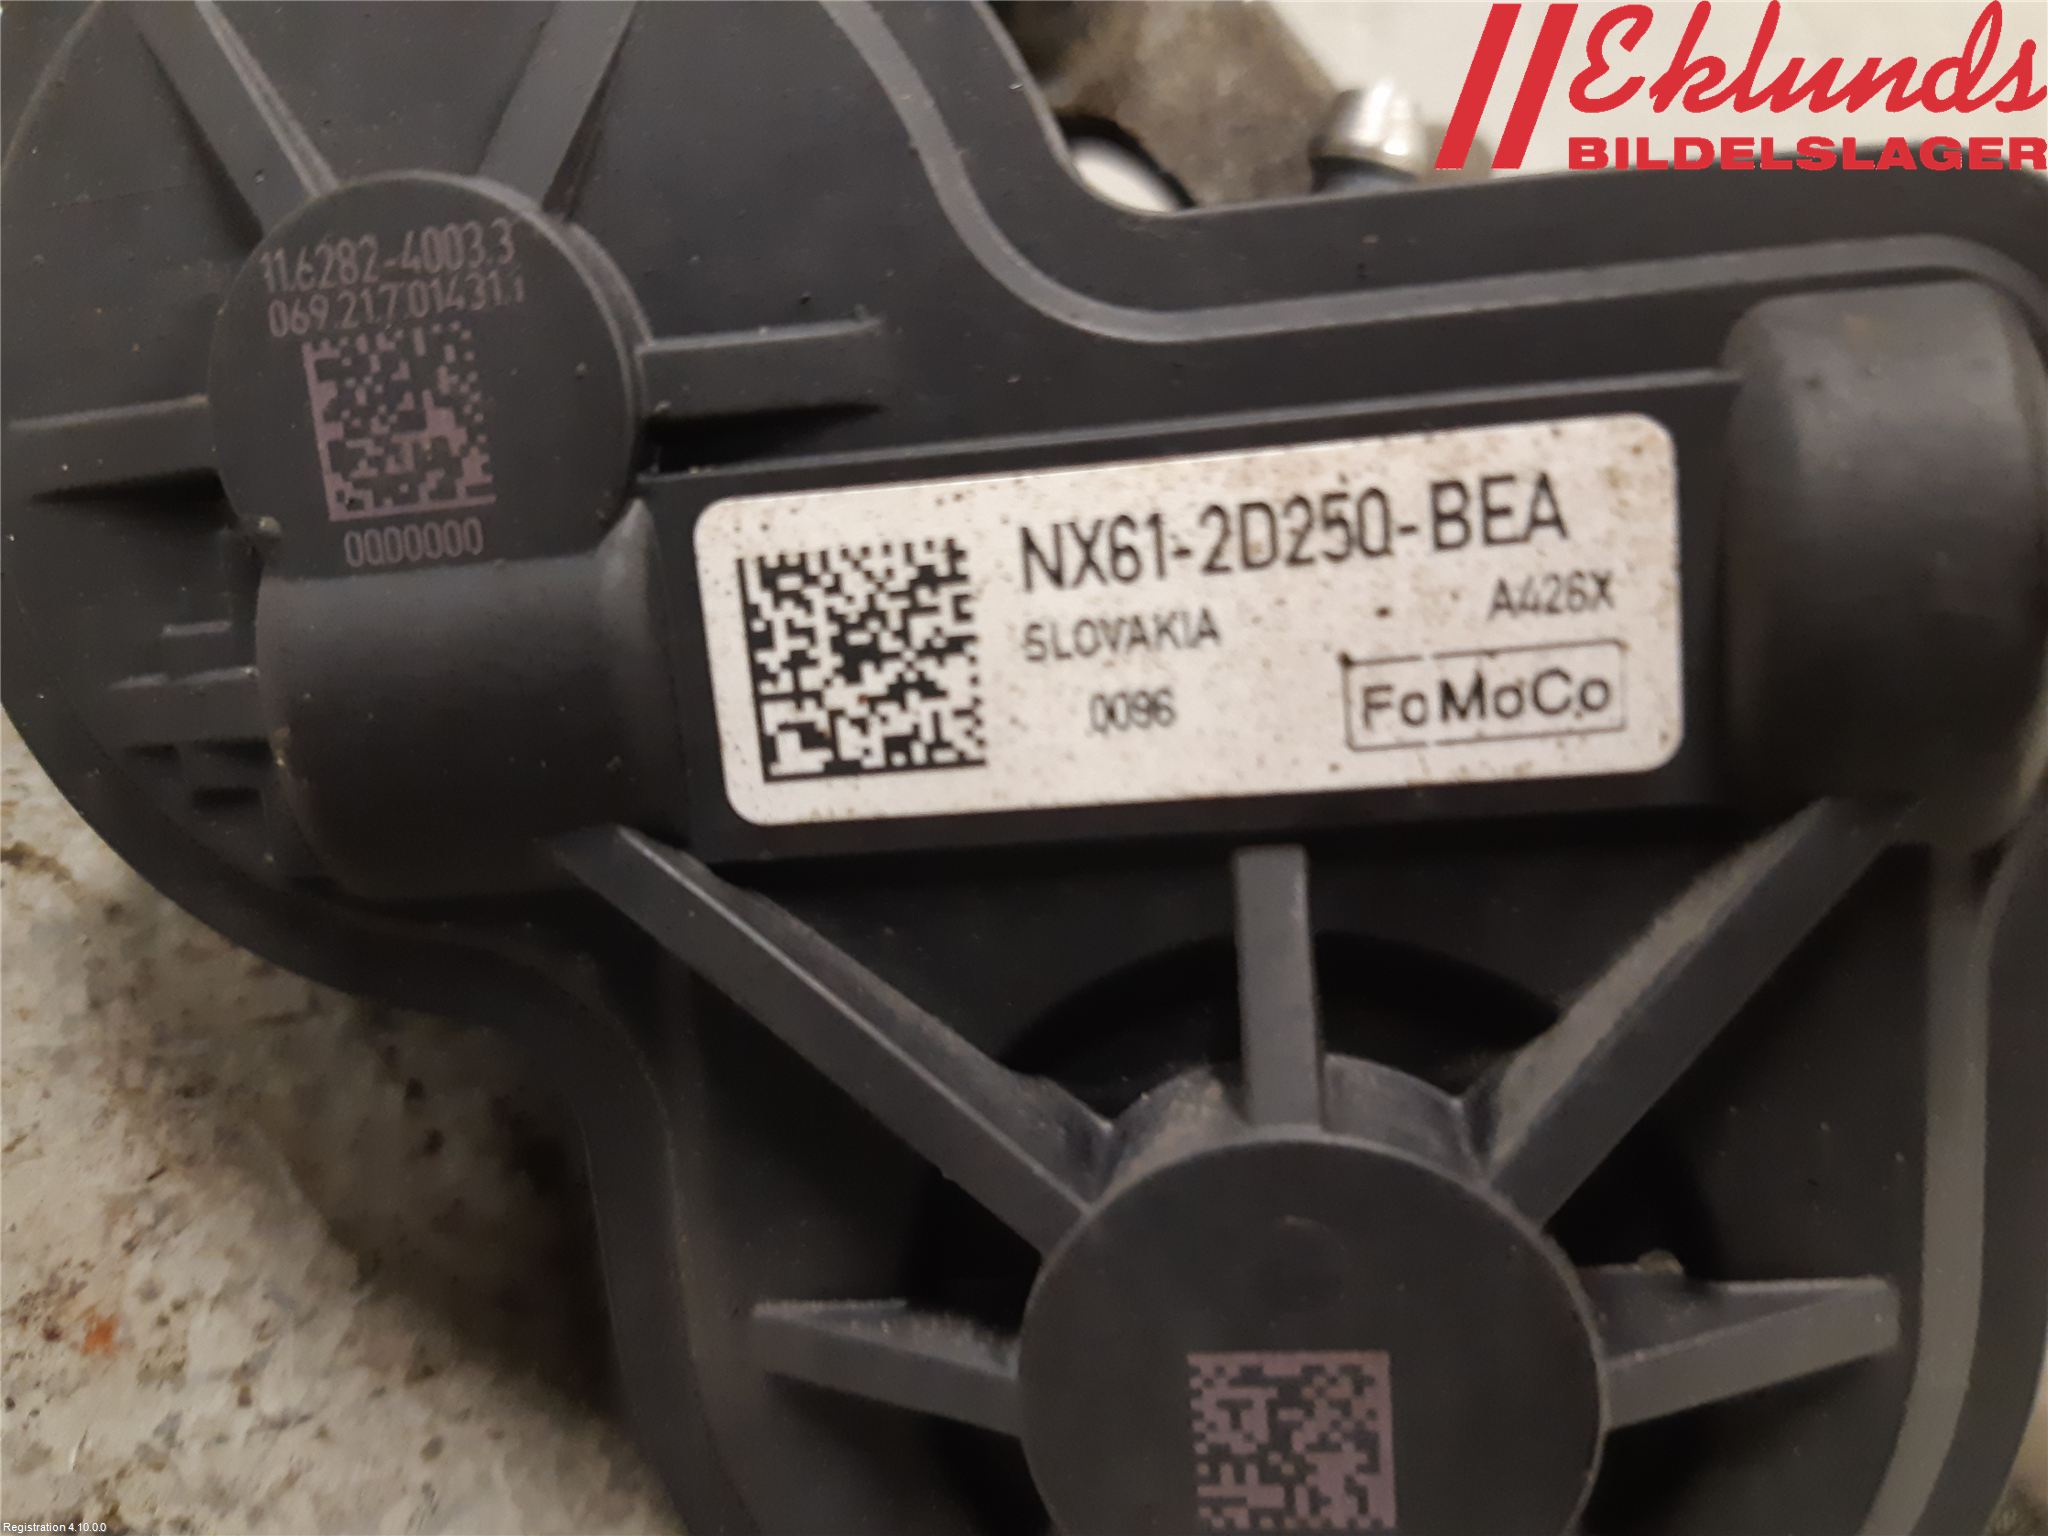 Eklunds
BILDELSLAGER
11.6282-4003.3
069.217.01431.1
0000000
NX61-2D250-BEA
A426X
SLOVAKIA
0096
FoMoCo
Registration 4.10.0.0